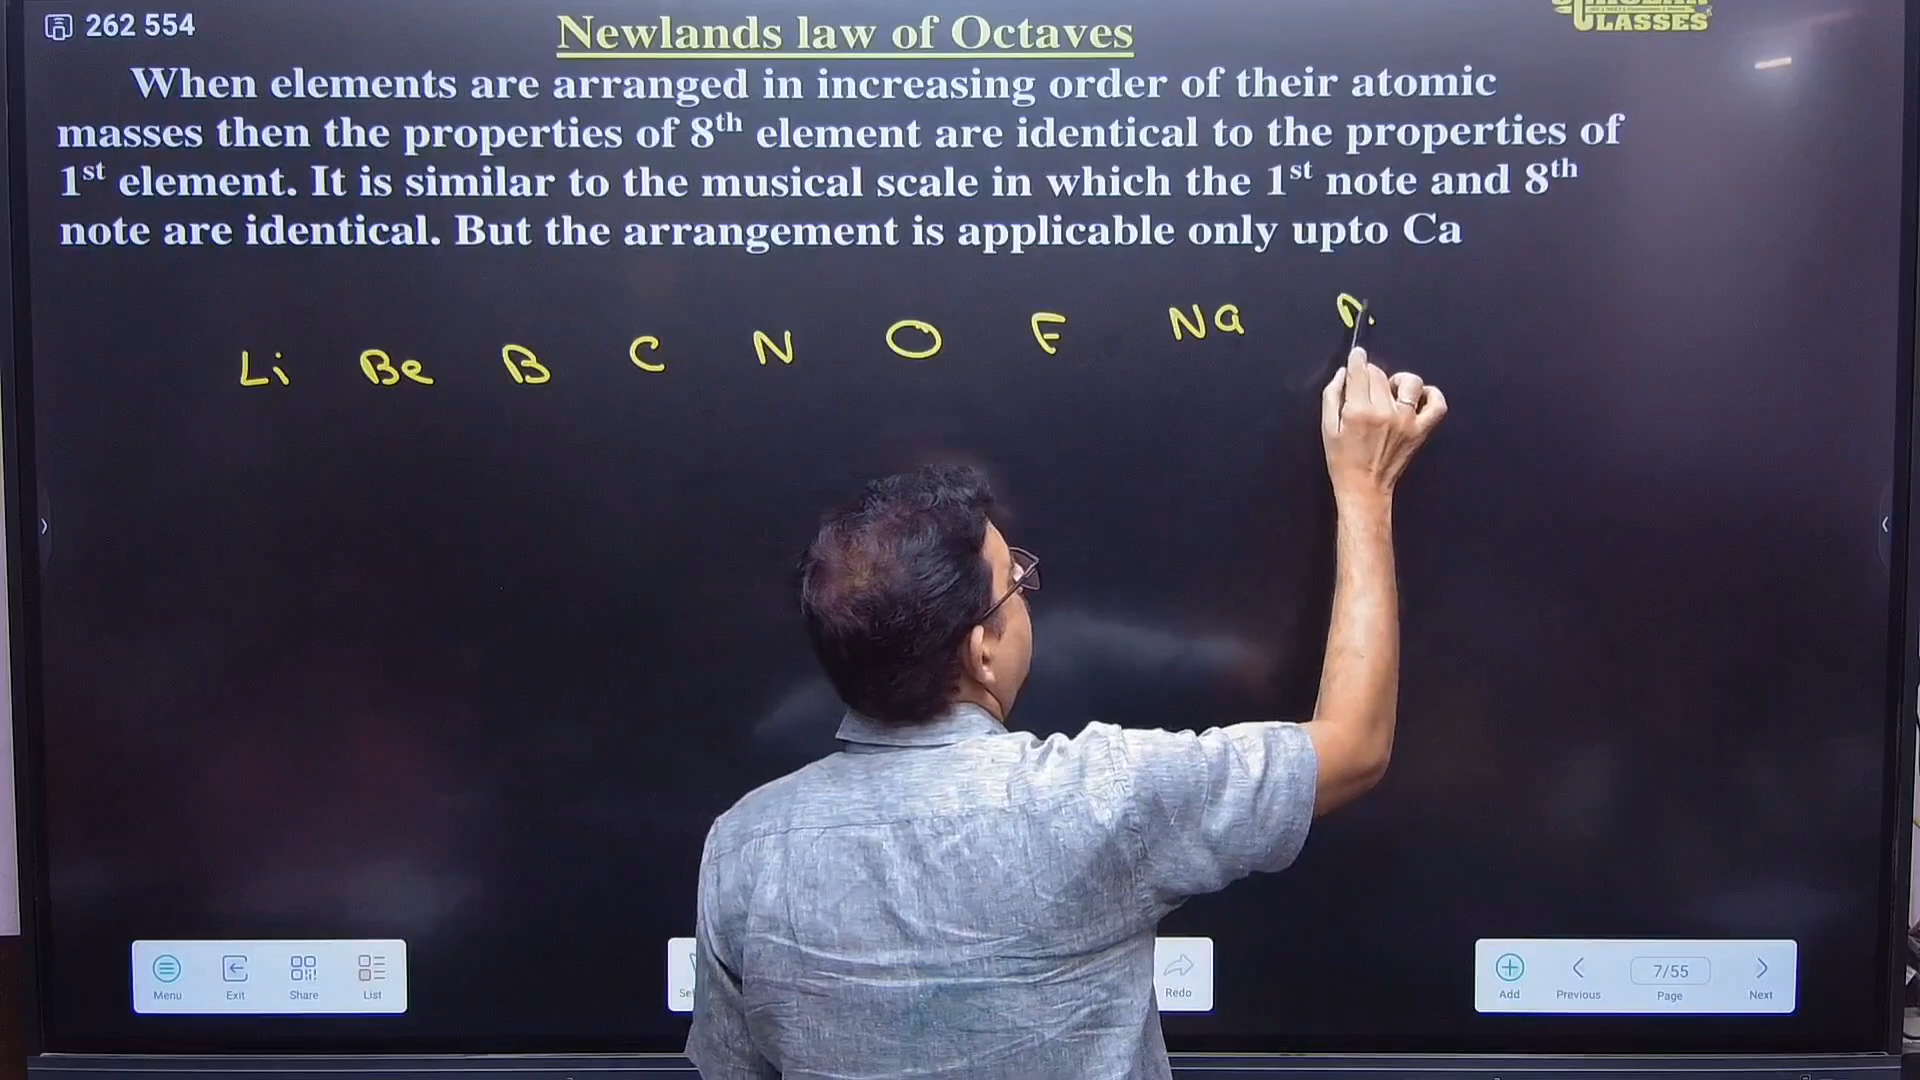 262 554
Newlands law of Octaves
CLASSES
When elements are arranged in increasing order of their atomic
masses then the properties of 8th element are identical to the properties of
1st element. It is similar to the musical scale in which the 1st note and 8th
note are identical. But the arrangement is applicable only upto Ca
Li Be B C N O F Na
Menu Exit Share List
Redo
Add Previous 7/55 Page Next